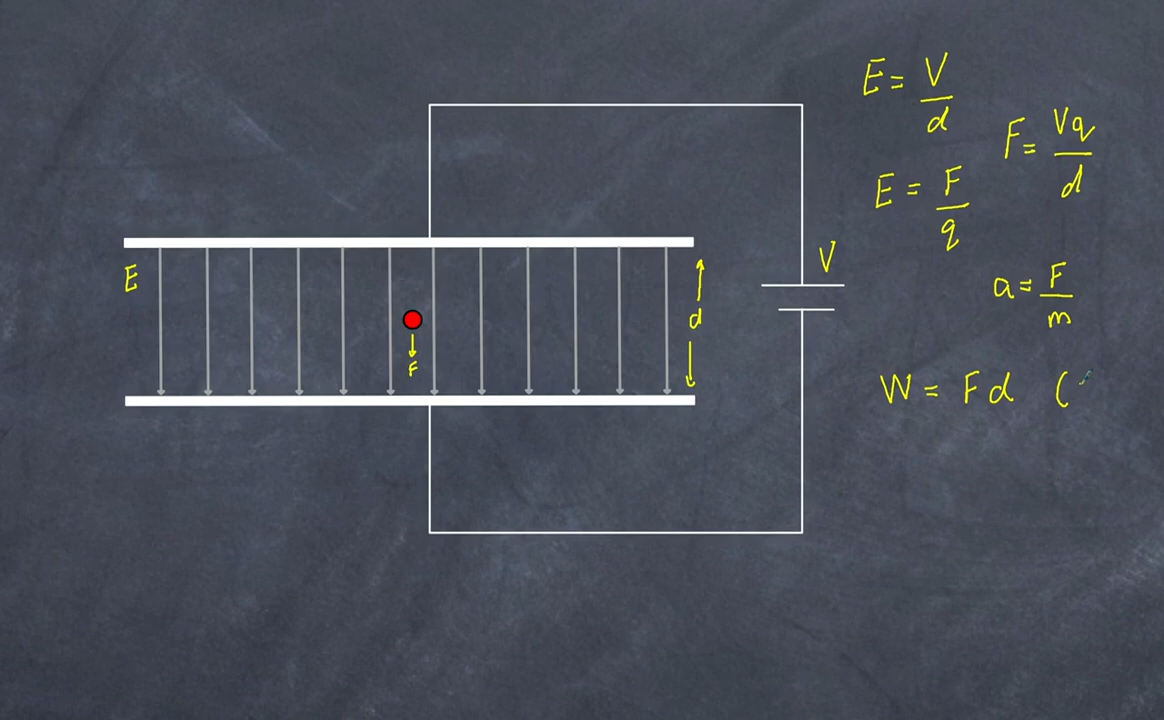 E = V/d
F = Vq/d
E = F/q
V
E
a = F/m
d
F
W = Fd (